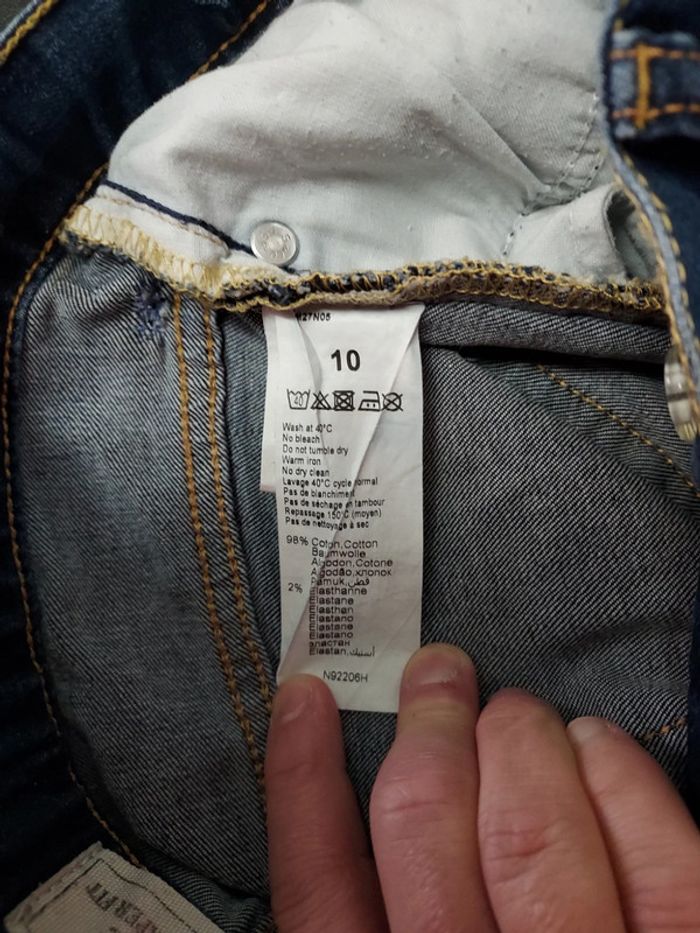 10
40
Wash at 40°C
No bleach
Do not tumble dry
Warm iron
No dry clean
Lavage 40°C cycle normal
Pas de blanchiment
Pas de séchage en tambour
Repassage 150°C (moyen)
Pas de nettoyage à sec
98% Coton,Cotton
Baumwolle
Algodon,Cotone
Algodão,хлопок
Pamuk,قطن
2% Elasthanne
Elastane
Elasthan
Elastano
Elastane
Elastano
эластан
Elastan,
N92206H